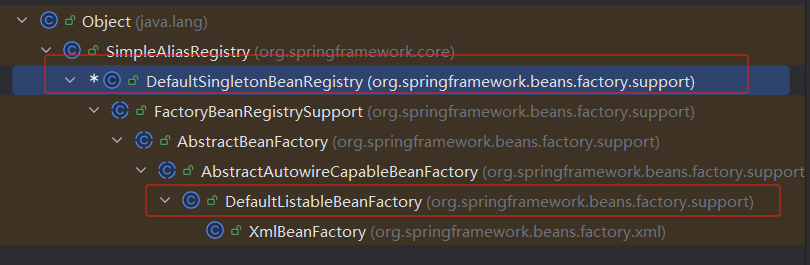 Object (java.lang)
SimpleAliasRegistry (org.springframework.core)
* DefaultSingletonBeanRegistry (org.springframework.beans.factory.support)
FactoryBeanRegistrySupport (org.springframework.beans.factory.support)
AbstractBeanFactory (org.springframework.beans.factory.support)
AbstractAutowireCapableBeanFactory (org.springframework.beans.factory.support
DefaultListableBeanFactory (org.springframework.beans.factory.support)
XmlBeanFactory (org.springframework.beans.factory.xml)